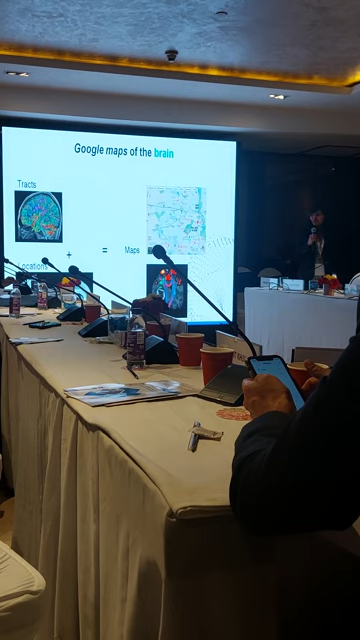 Google maps of the brain
Tracts
+
=
Maps
Locations